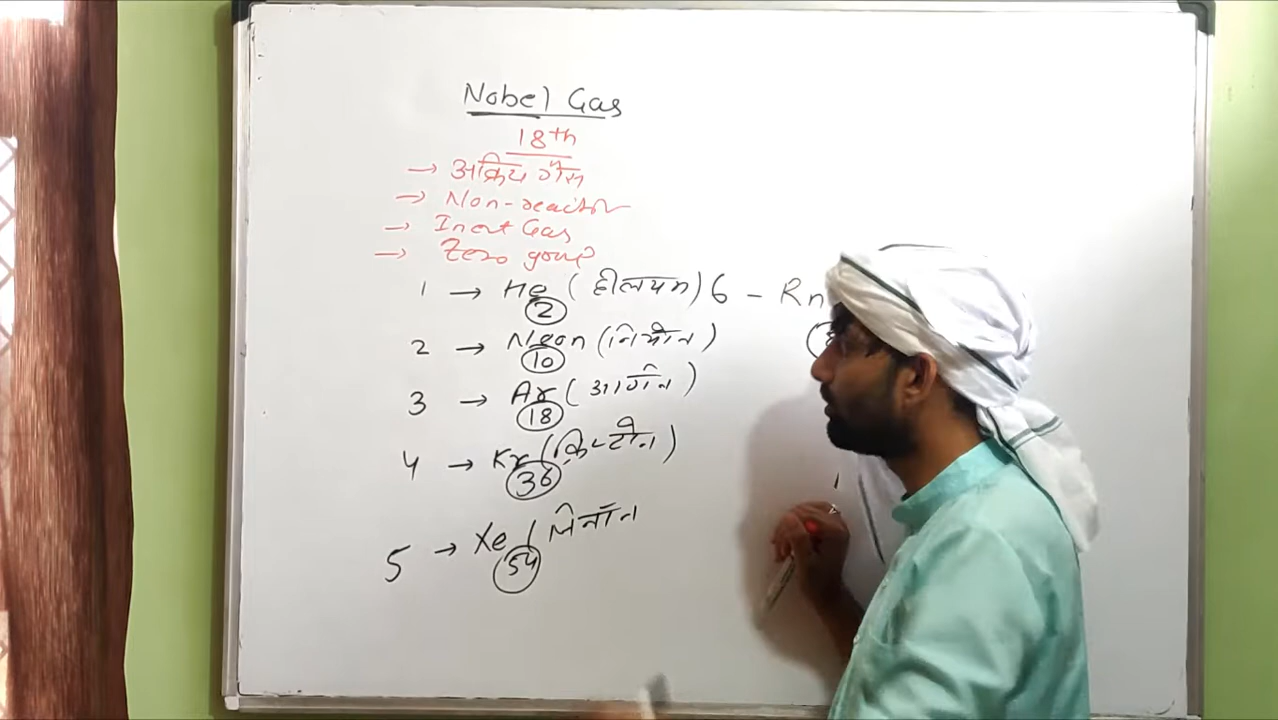 Nobel Gas
18th
→ अक्रिय गैस
→ Non-reactor
→ Inert Gas
→ Zero group
1 → He (हीलयम) 6 - Rn
2
2 → Neon (नियॉन)
10
3 → Ar (आर्गन)
18
4 → Kr (क्रिप्टॉन)
36
5 → Xe (जिनॉन
54